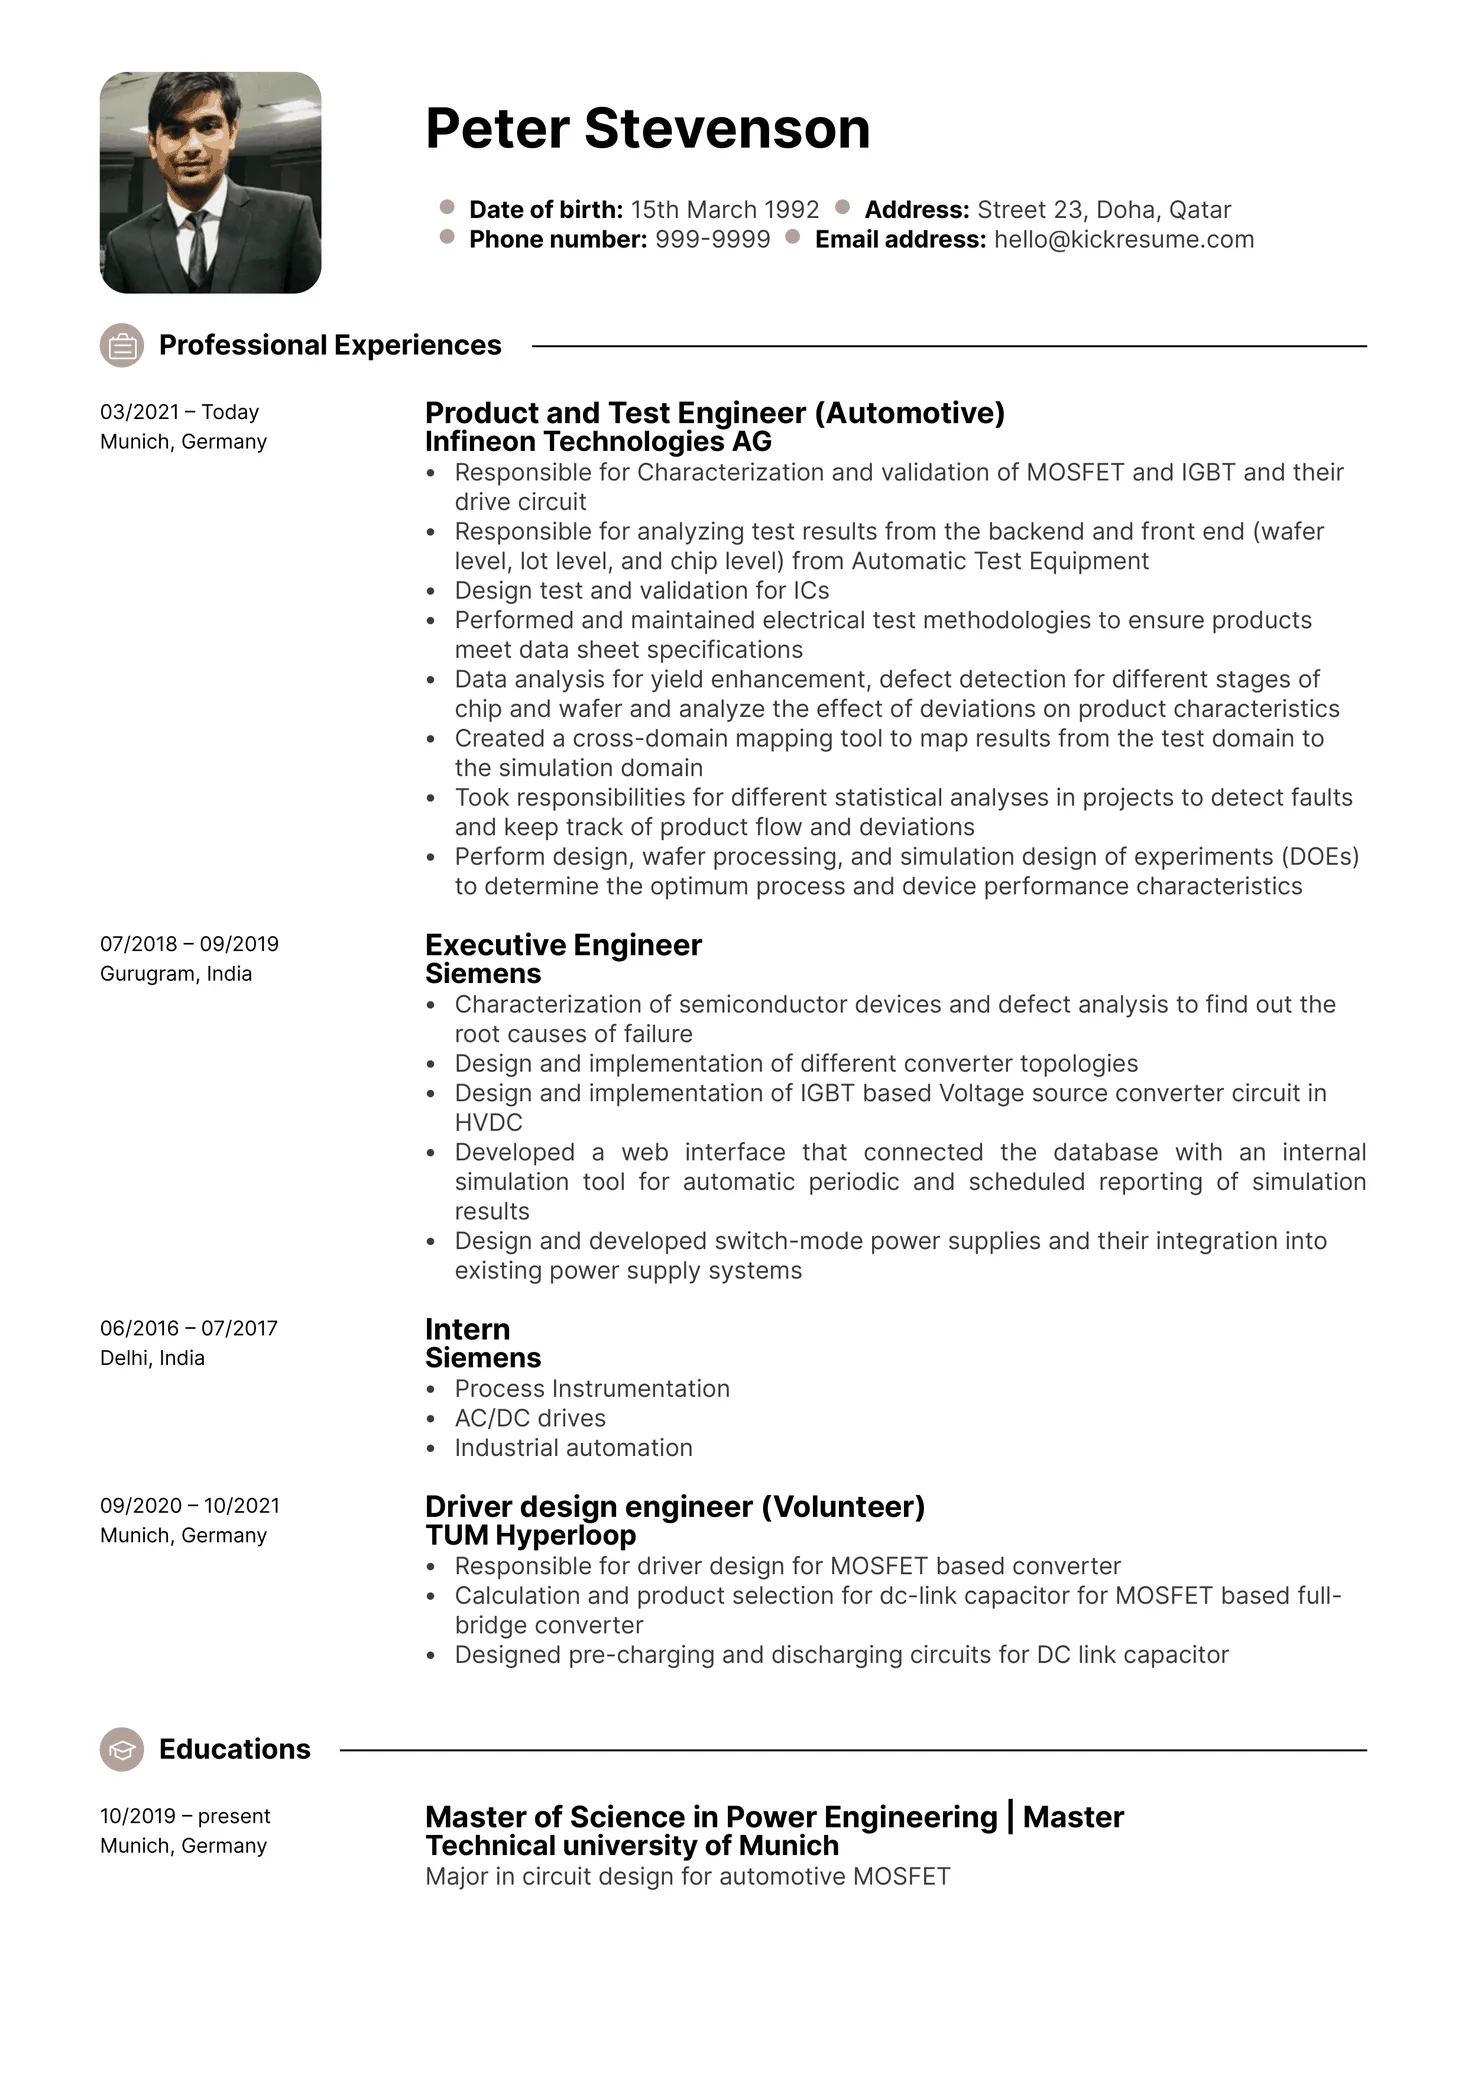 Peter Stevenson
Date of birth: 15th March 1992 Address: Street 23, Doha, Qatar
Phone number: 999-9999 Email address: hello@kickresume.com
Professional Experiences
03/2021 – Today
Munich, Germany
Product and Test Engineer (Automotive)
Infineon Technologies AG
• Responsible for Characterization and validation of MOSFET and IGBT and their
drive circuit
• Responsible for analyzing test results from the backend and front end (wafer
level, lot level, and chip level) from Automatic Test Equipment
• Design test and validation for ICs
• Performed and maintained electrical test methodologies to ensure products
meet data sheet specifications
• Data analysis for yield enhancement, defect detection for different stages of
chip and wafer and analyze the effect of deviations on product characteristics
• Created a cross-domain mapping tool to map results from the test domain to
the simulation domain
• Took responsibilities for different statistical analyses in projects to detect faults
and keep track of product flow and deviations
• Perform design, wafer processing, and simulation design of experiments (DOEs)
to determine the optimum process and device performance characteristics
07/2018 – 09/2019
Gurugram, India
Executive Engineer
Siemens
• Characterization of semiconductor devices and defect analysis to find out the
root causes of failure
• Design and implementation of different converter topologies
• Design and implementation of IGBT based Voltage source converter circuit in
HVDC
• Developed a web interface that connected the database with an internal
simulation tool for automatic periodic and scheduled reporting of simulation
results
• Design and developed switch-mode power supplies and their integration into
existing power supply systems
06/2016 – 07/2017
Delhi, India
Intern
Siemens
• Process Instrumentation
• AC/DC drives
• Industrial automation
09/2020 – 10/2021
Munich, Germany
Driver design engineer (Volunteer)
TUM Hyperloop
• Responsible for driver design for MOSFET based converter
• Calculation and product selection for dc-link capacitor for MOSFET based full-
bridge converter
• Designed pre-charging and discharging circuits for DC link capacitor
Educations
10/2019 – present
Munich, Germany
Master of Science in Power Engineering | Master
Technical university of Munich
Major in circuit design for automotive MOSFET